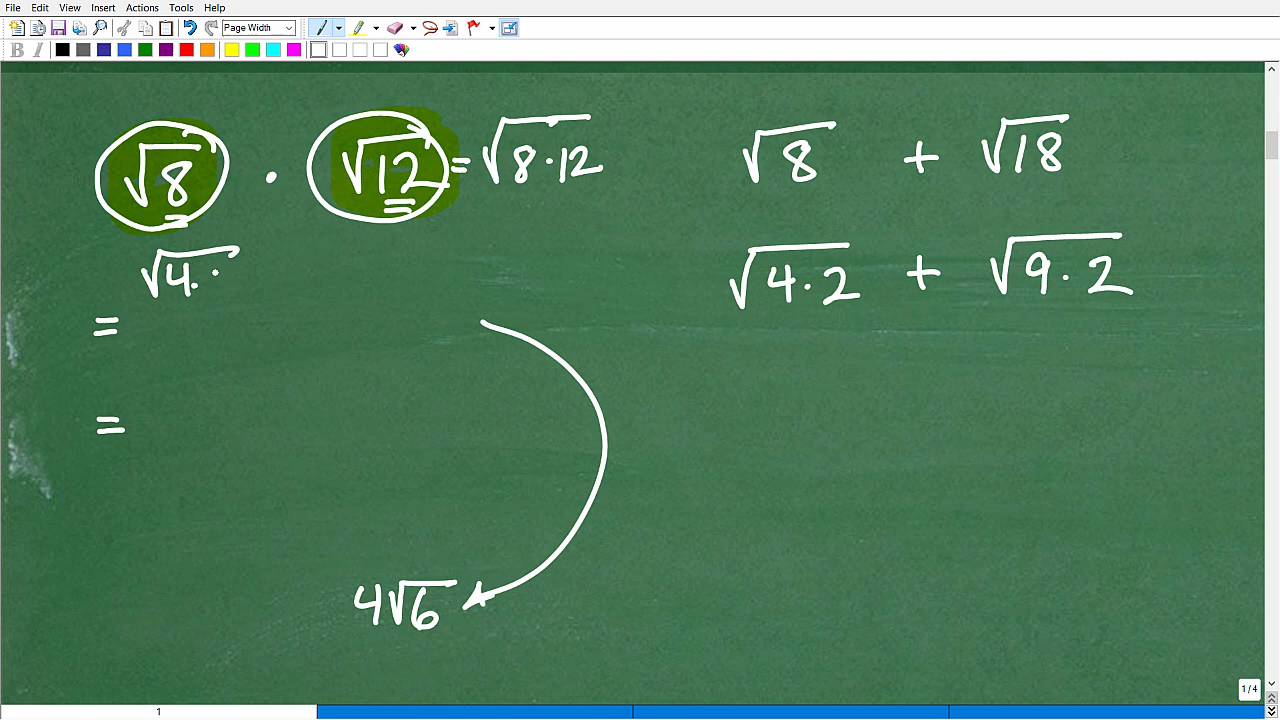 File Edit View Insert Actions Tools Help
Page Width
B I
√8 · √12 = √8·12
√8 + √18
√4·
√4·2 + √9·2
=
=
4√6
1/4
1